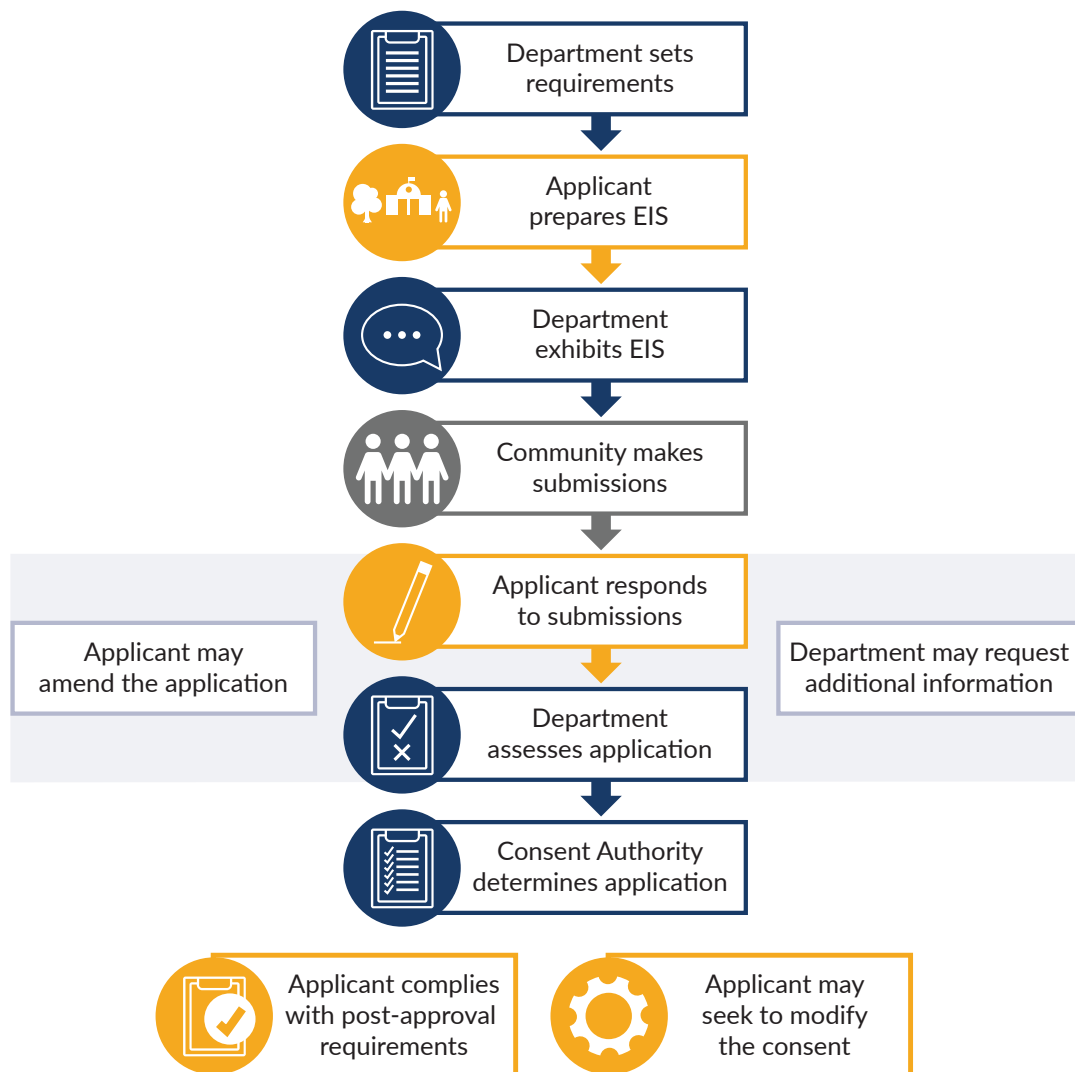 Department sets
requirements
Applicant
prepares EIS
Department
exhibits EIS
Community makes
submissions
Applicant responds
to submissions
Applicant may
amend the application
Department may request
additional information
Department
assesses application
Consent Authority
determines application
Applicant complies
with post-approval
requirements
Applicant may
seek to modify
the consent